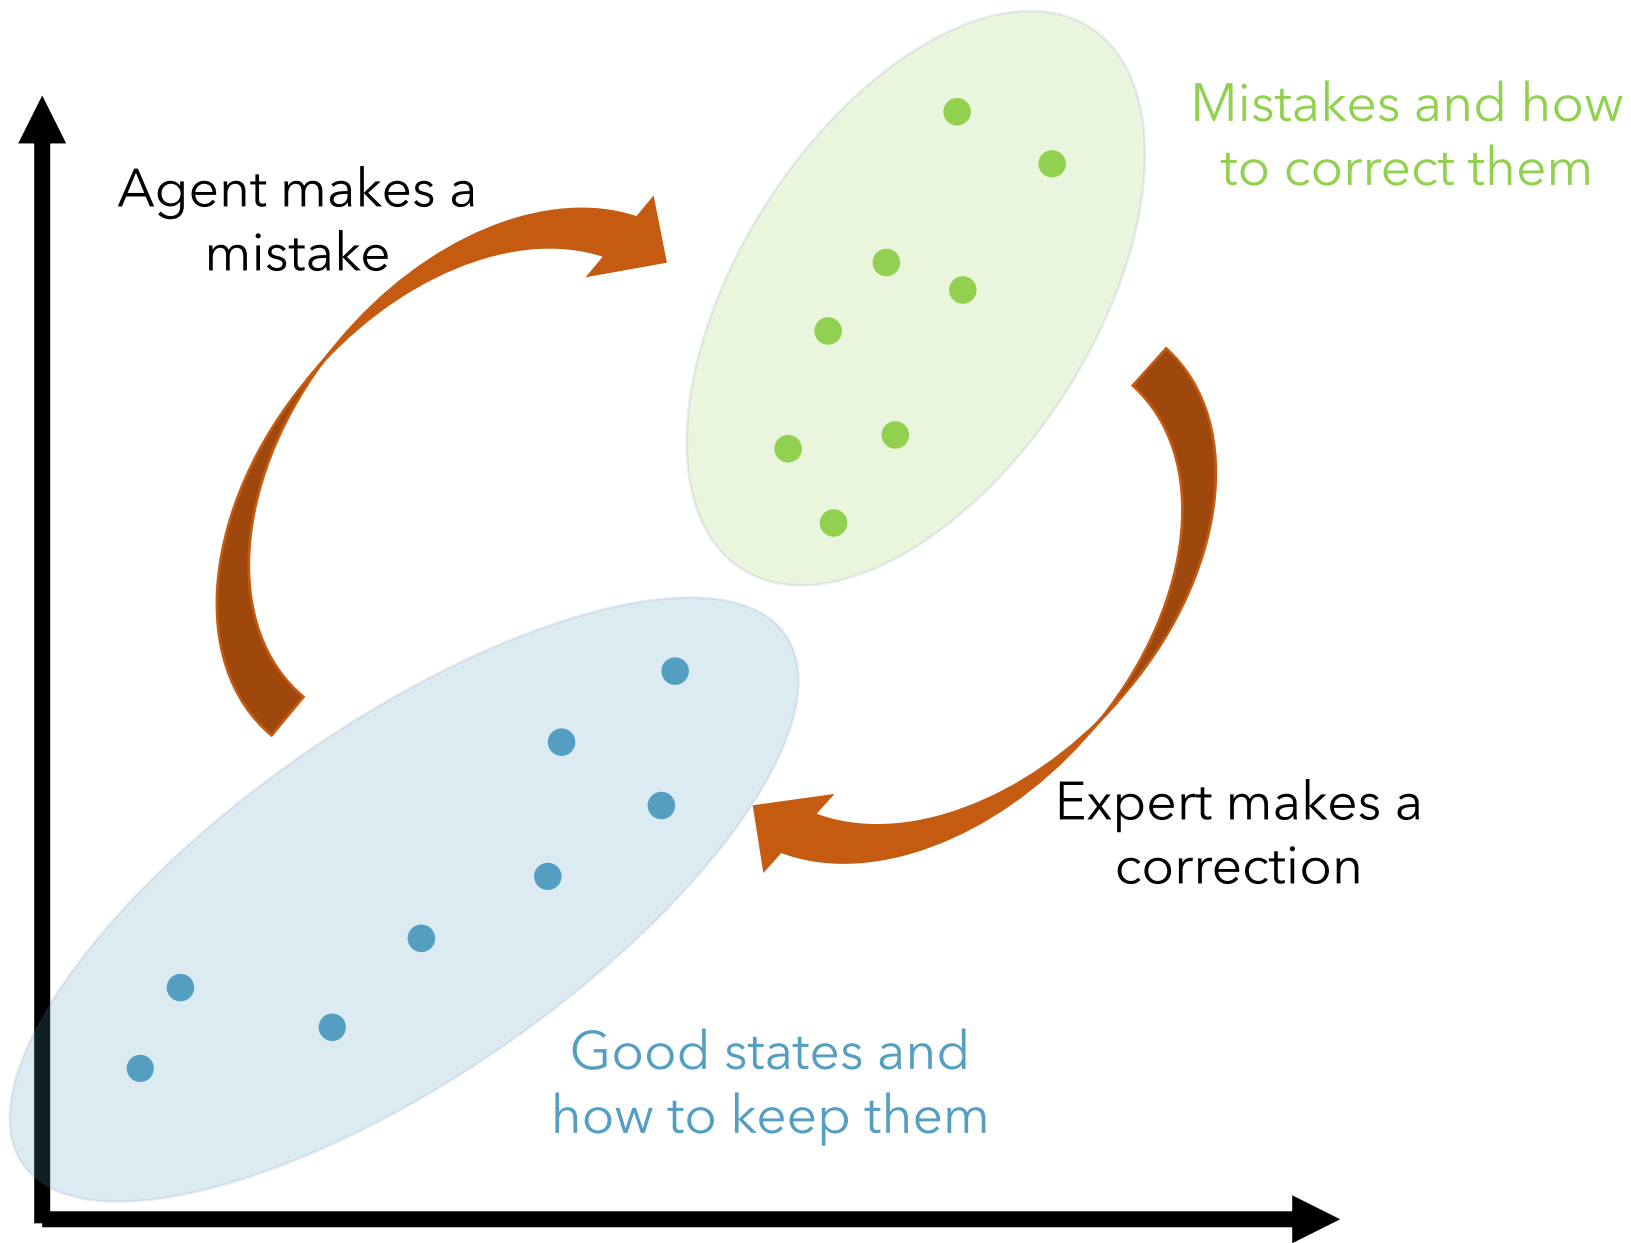 Mistakes and how
to correct them
Agent makes a
mistake
Expert makes a
correction
Good states and
how to keep them